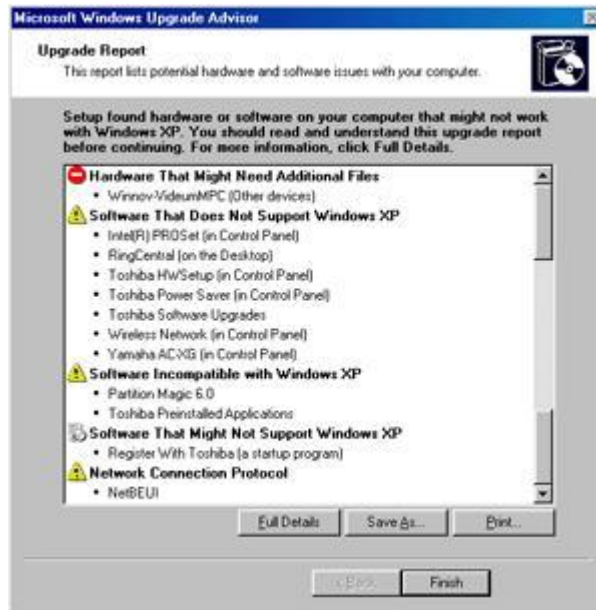 Microsoft Windows Upgrade Advisor
Upgrade Report
This report lists potential hardware and software issues with your computer.
Setup found hardware or software on your computer that might not work
with Windows XP. You should read and understand this upgrade report
before continuing. For more information, click Full Details.
Hardware That Might Need Additional Files
• Winnov-VideumMPC (Other devices)
Software That Does Not Support Windows XP
• Intel(R) PROSet (in Control Panel)
• RingCentral (on the Desktop)
• Toshiba HWSetup (in Control Panel)
• Toshiba Power Saver (in Control Panel)
• Toshiba Software Upgrades
• Wireless Network (in Control Panel)
• Yamaha AC-XG (in Control Panel)
Software Incompatible with Windows XP
• Partition Magic 6.0
• Toshiba Preinstalled Applications
Software That Might Not Support Windows XP
• Register With Toshiba (a startup program)
Network Connection Protocol
• NetBEUI
Full Details Save As... Print...
< Back Finish